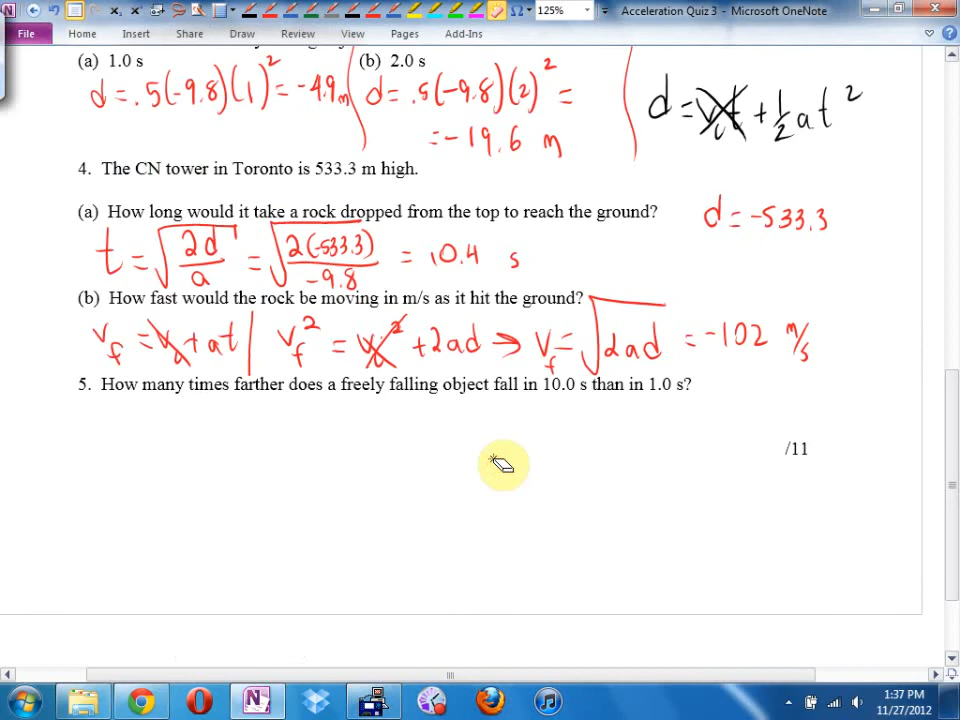 125%
Acceleration Quiz 3 - Microsoft OneNote
File Home Insert Share Draw Review View Pages Add-Ins
(a) 1.0 s (b) 2.0 s
d = .5(-9.8)(1)² = -4.9 m d = .5(-9.8)(2)² =
= -19.6 m
d = vᵢt + ½at²
4. The CN tower in Toronto is 533.3 m high.
(a) How long would it take a rock dropped from the top to reach the ground?
d = -533.3
t = √(2d/a) = √(2(-533.3)/-9.8) = 10.4 s
(b) How fast would the rock be moving in m/s as it hit the ground?
v_f = vᵢ + at | v_f² = vᵢ² + 2ad → v_f = √2ad = -102 m/s
5. How many times farther does a freely falling object fall in 10.0 s than in 1.0 s?
/11
1:37 PM
11/27/2012